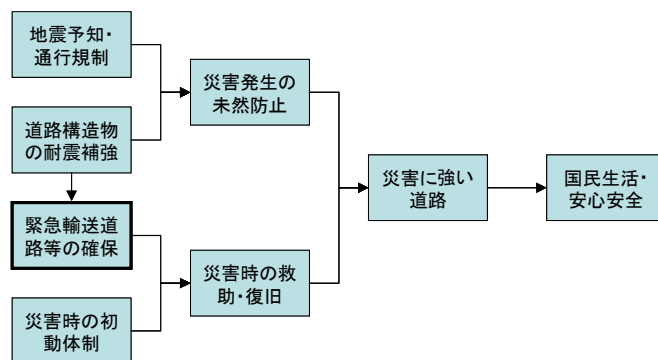 地震予知・
通行規制
道路構造物
の耐震補強
緊急輸送道
路等の確保
災害時の初
動体制
災害発生の
未然防止
災害時の救
助・復旧
災害に強い
道路
国民生活・
安心安全